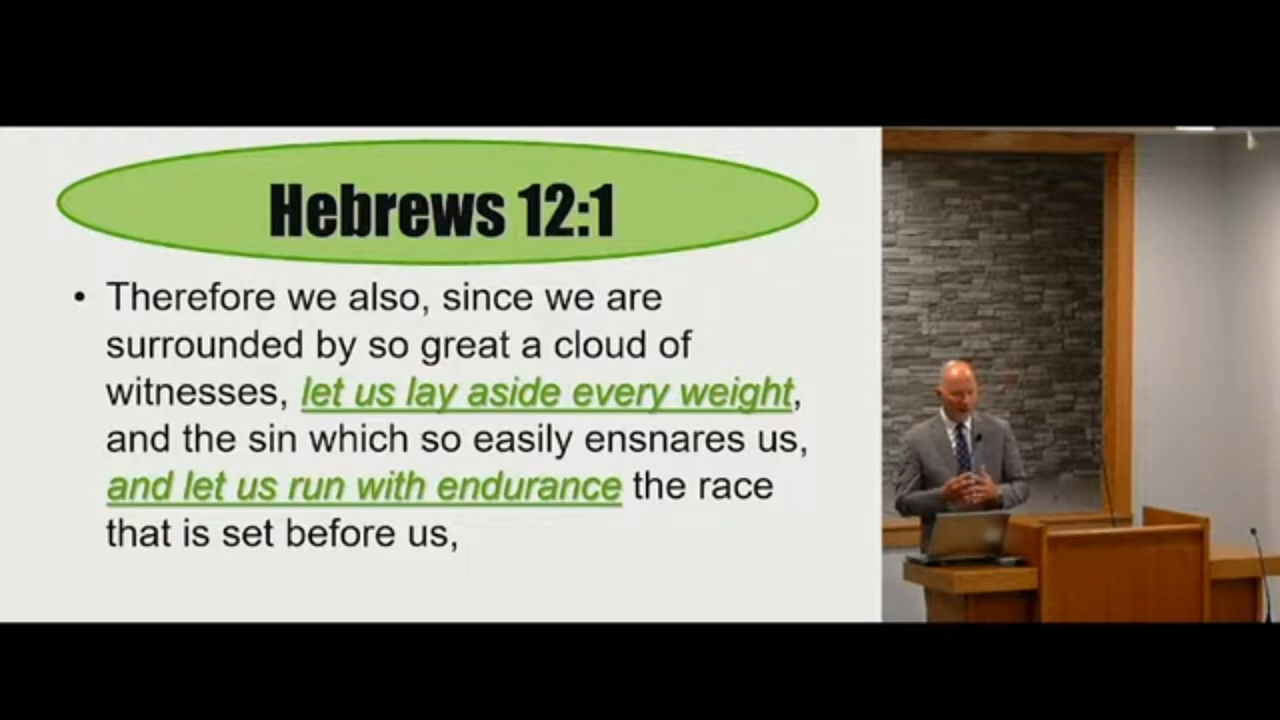 Hebrews 12:1
• Therefore we also, since we are
surrounded by so great a cloud of
witnesses, let us lay aside every weight,
and the sin which so easily ensnares us,
and let us run with endurance the race
that is set before us,